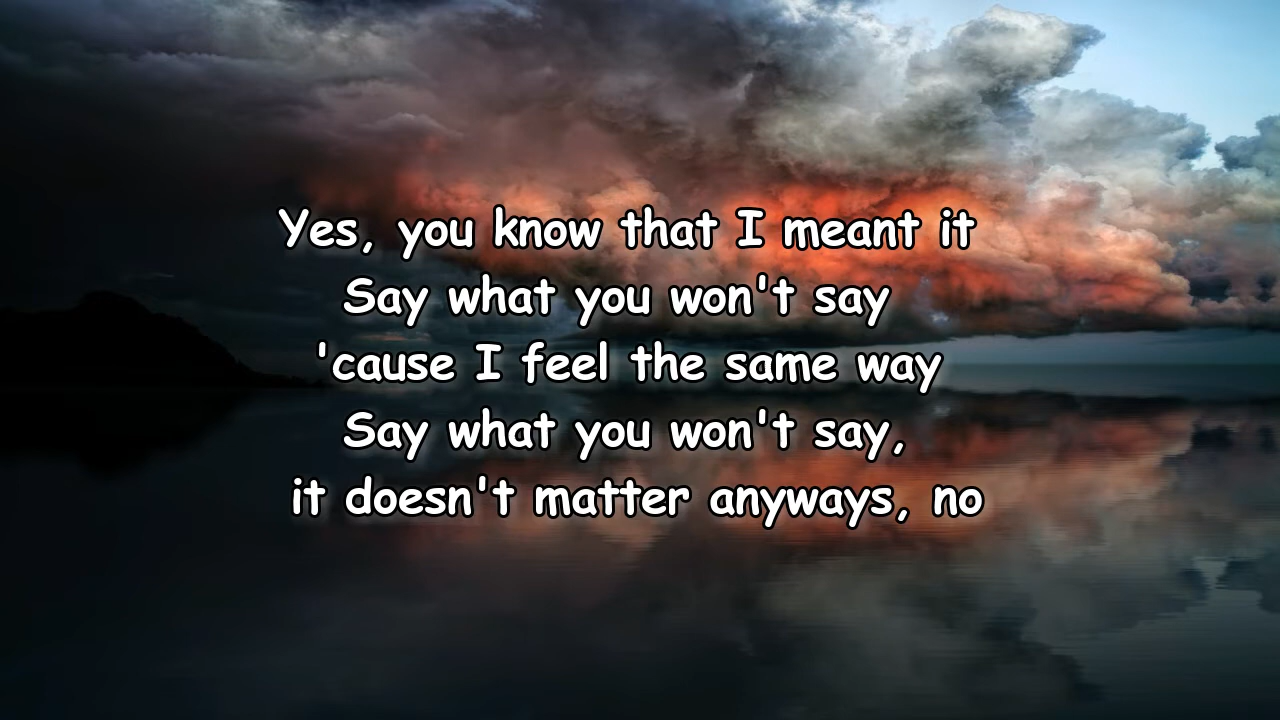 Yes, you know that I meant it
Say what you won't say
'cause I feel the same way
Say what you won't say,
it doesn't matter anyways, no